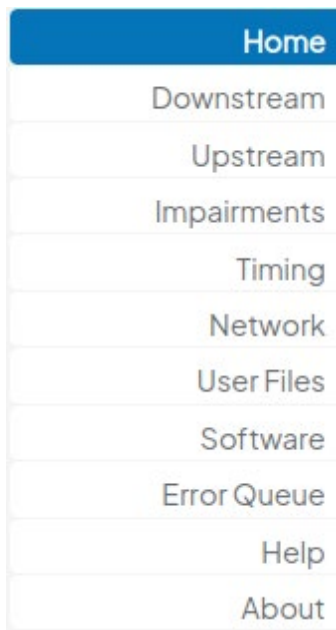 Home
Downstream
Upstream
Impairments
Timing
Network
User Files
Software
Error Queue
Help
About